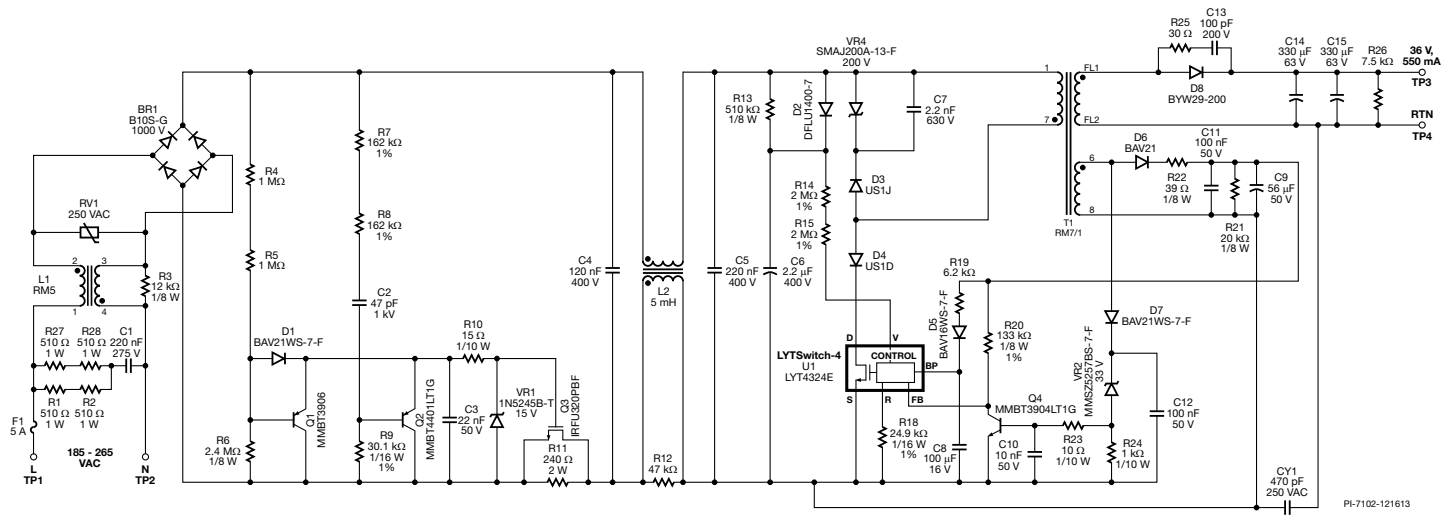 BR1
B10S-G
1000 V
RV1
250 VAC
2
3
L1
RM5
1
4
R3
12 kΩ
1/8 W
R27
510 Ω
1 W
R28
510 Ω
1 W
C1
220 nF
275 V
R1
510 Ω
1 W
R2
510 Ω
1 W
F1
5 A
185 - 265
VAC
L
TP1
N
TP2
R4
1 MΩ
R5
1 MΩ
R6
2.4 MΩ
1/8 W
D1
BAV21WS-7-F
Q1
MMBT3906
R7
162 kΩ
1%
R8
162 kΩ
1%
C2
47 pF
1 kV
R9
30.1 kΩ
1/16 W
1%
Q2
MMBT4401LT1G
C3
22 nF
50 V
R10
15 Ω
1/10 W
VR1
1N5245B-T
15 V
Q3
IRFU320PBF
R11
240 Ω
2 W
C4
120 nF
400 V
L2
5 mH
R12
47 kΩ
C5
220 nF
400 V
C6
2.2 µF
400 V
R13
510 kΩ
1/8 W
D2
DFLU1400-7
VR4
SMAJ200A-13-F
200 V
C7
2.2 nF
630 V
R14
2 MΩ
1%
R15
2 MΩ
1%
D3
US1J
D4
US1D
LYTSwitch-4
U1
LYT4324E
D
V
CONTROL
BP
S
R
FB
R18
24.9 kΩ
1/16 W
1%
C8
100 µF
16 V
R19
6.2 kΩ
D5
BAV16WS-7-F
R20
133 kΩ
1/8 W
1%
Q4
MMBT3904LT1G
C10
10 nF
50 V
R23
10 Ω
1/10 W
R24
1 kΩ
1/10 W
VR2
MMSZ5257BS-7-F
33 V
D7
BAV21WS-7-F
C12
100 nF
50 V
1
7
FL1
FL2
6
8
T1
RM7/1
D6
BAV21
R22
39 Ω
1/8 W
C11
100 nF
50 V
R21
20 kΩ
1/8 W
C9
56 µF
50 V
R25
30 Ω
C13
100 pF
200 V
D8
BYW29-200
C14
330 µF
63 V
C15
330 µF
63 V
R26
7.5 kΩ
36 V,
550 mA
TP3
RTN
TP4
CY1
470 pF
250 VAC
PI-7102-121613